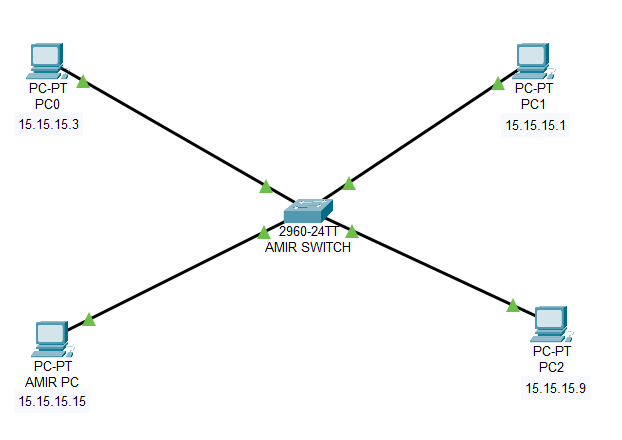 PC-PT
PC0
15.15.15.3
PC-PT
PC1
15.15.15.1
2960-24TT
AMIR SWITCH
PC-PT
AMIR PC
15.15.15.15
PC-PT
PC2
15.15.15.9